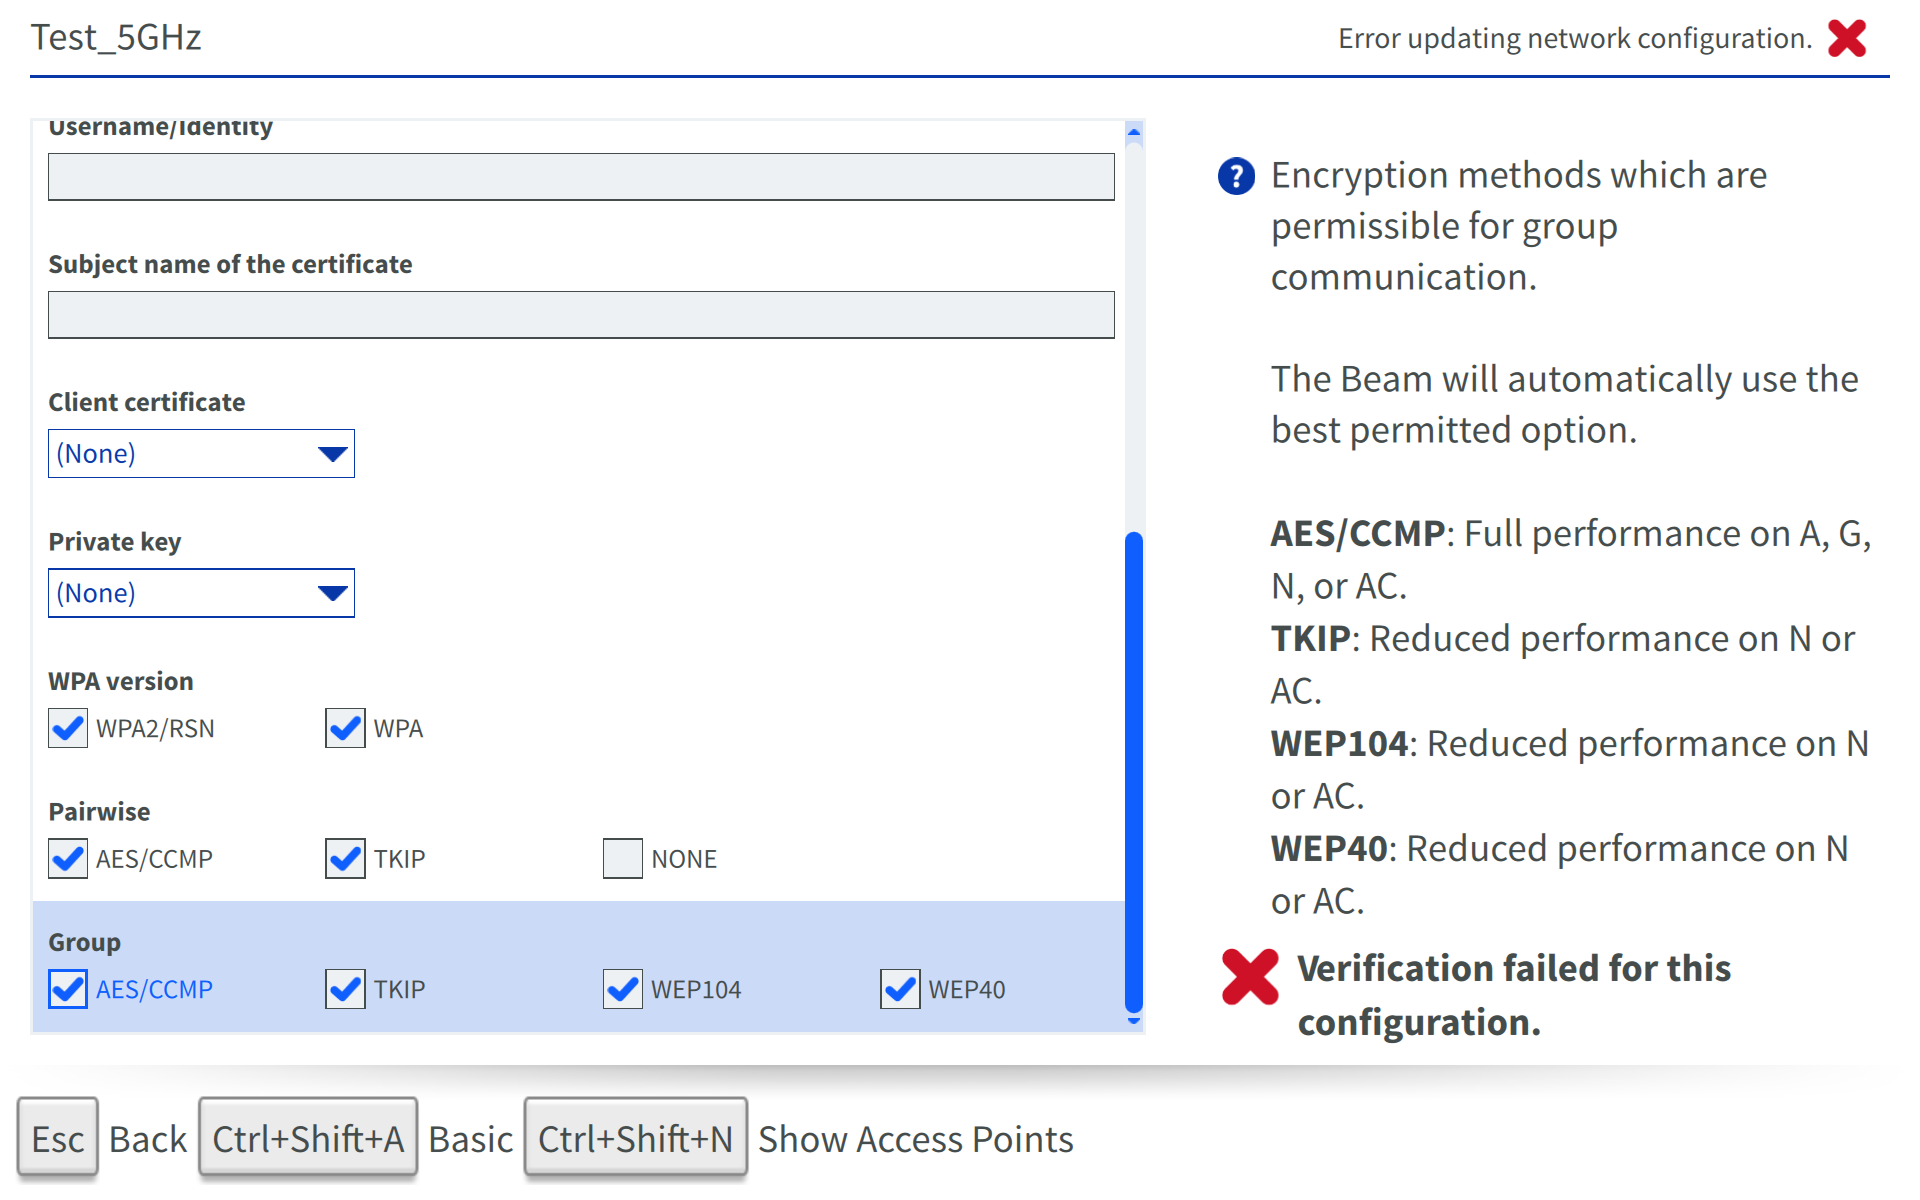 Test_5GHz
Error updating network configuration.
Username/Identity
Subject name of the certificate
Client certificate
(None)
Private key
(None)
WPA version
WPA2/RSN WPA
Pairwise
AES/CCMP TKIP NONE
Group
AES/CCMP TKIP WEP104 WEP40
? Encryption methods which are
permissible for group
communication.
The Beam will automatically use the
best permitted option.
AES/CCMP: Full performance on A, G,
N, or AC.
TKIP: Reduced performance on N or
AC.
WEP104: Reduced performance on N
or AC.
WEP40: Reduced performance on N
or AC.
Verification failed for this
configuration.
Esc Back Ctrl+Shift+A Basic Ctrl+Shift+N Show Access Points